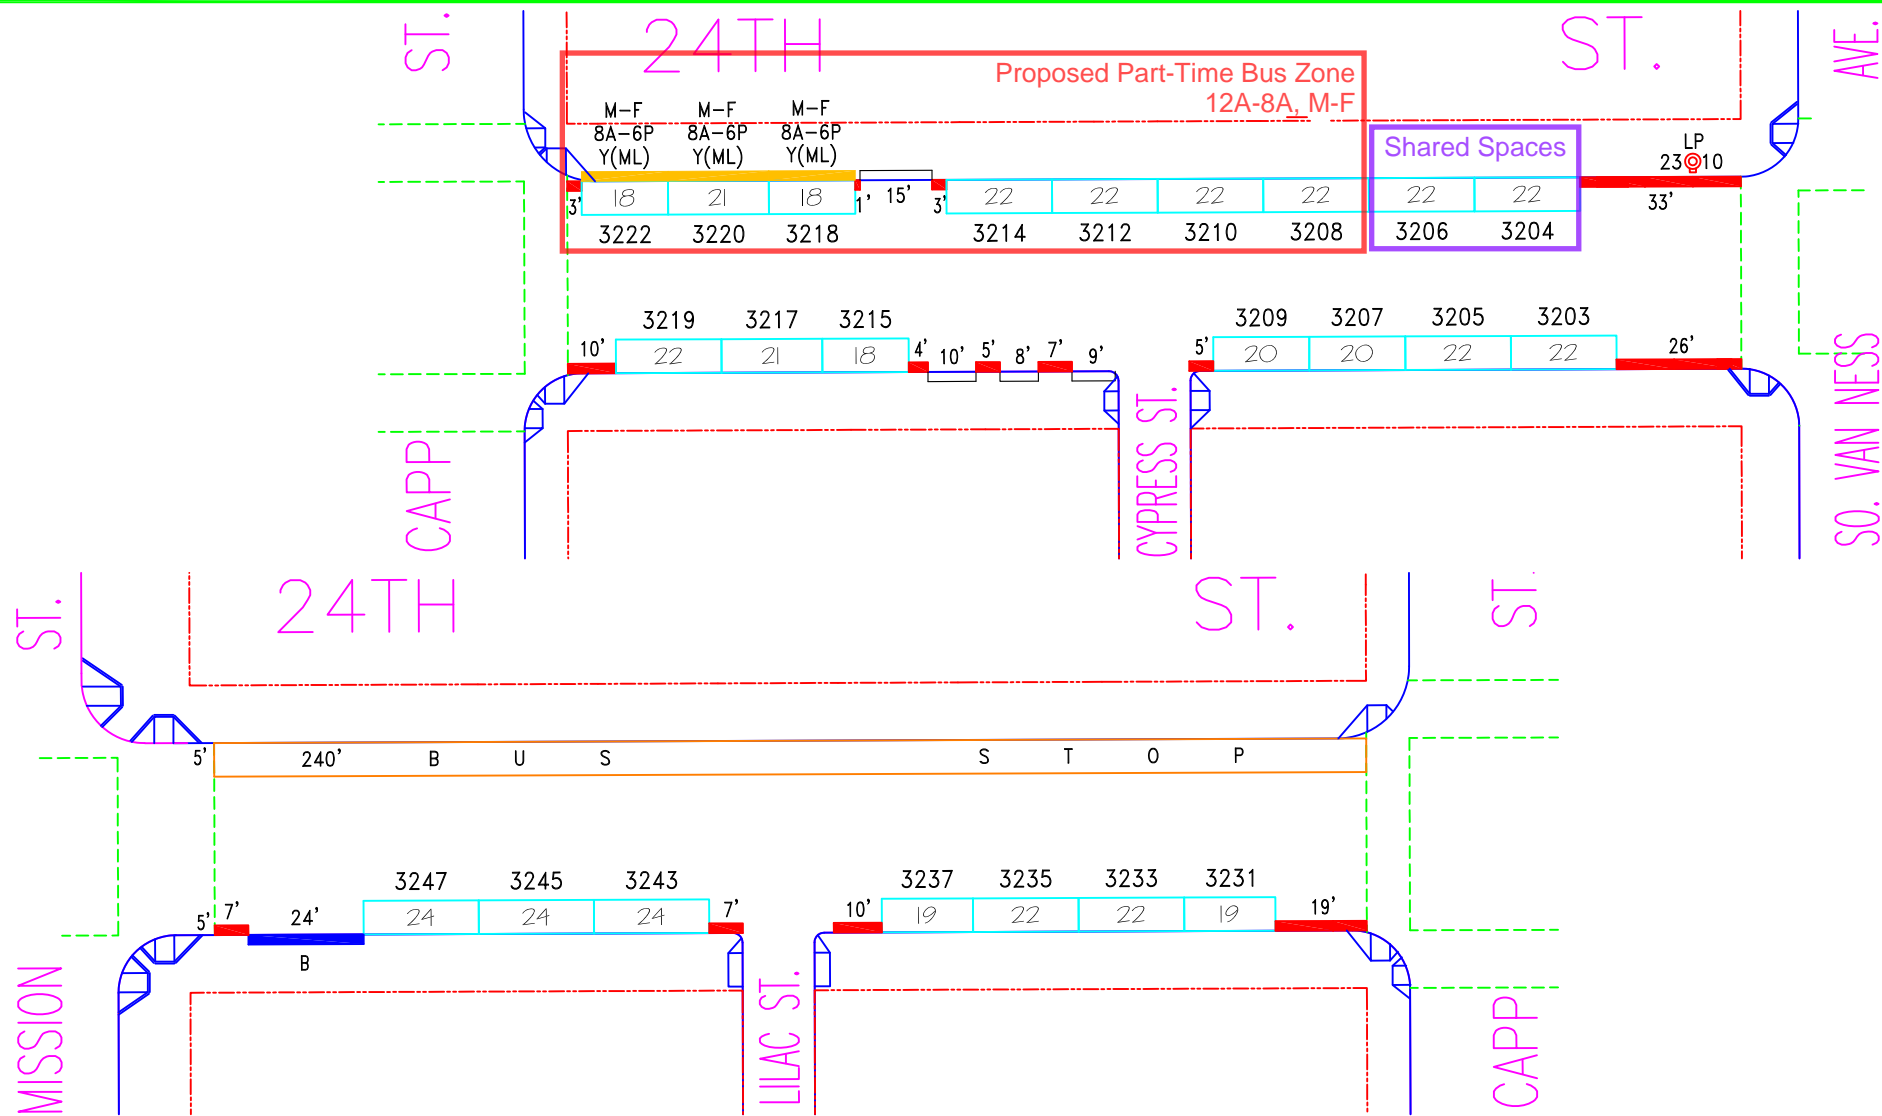 24TH ST.
ST.
AVE.
Proposed Part-Time Bus Zone
12A-8A, M-F
M-F M-F M-F
8A-6P 8A-6P 8A-6P
Y(ML) Y(ML) Y(ML)
Shared Spaces
LP
23 10
3' 18 21 18 1' 15' 3' 22 22 22 22 22 22 33'
3222 3220 3218 3214 3212 3210 3208 3206 3204
3219 3217 3215 3209 3207 3205 3203
10' 22 21 18 4' 10' 5' 8' 7' 9' 5' 20 20 22 22 26'
CAPP
CYPRESS ST.
SO. VAN NESS
24TH ST.
ST.
ST.
5' 240' B U S S T O P
3247 3245 3243 3237 3235 3233 3231
5' 7' 24' 24 24 24 7' 10' 19 22 22 19 19'
B
MISSION
LILAC ST.
CAPP